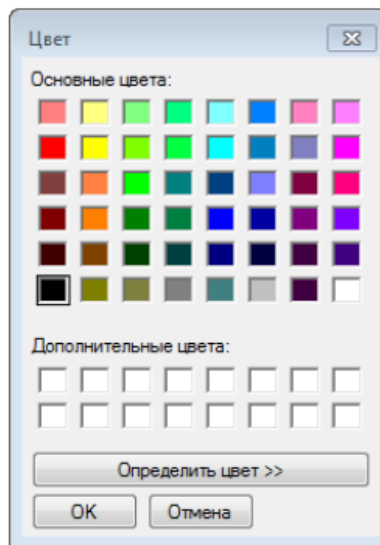 Цвет
Основные цвета:
Дополнительные цвета:
Определить цвет >>
OK
Отмена